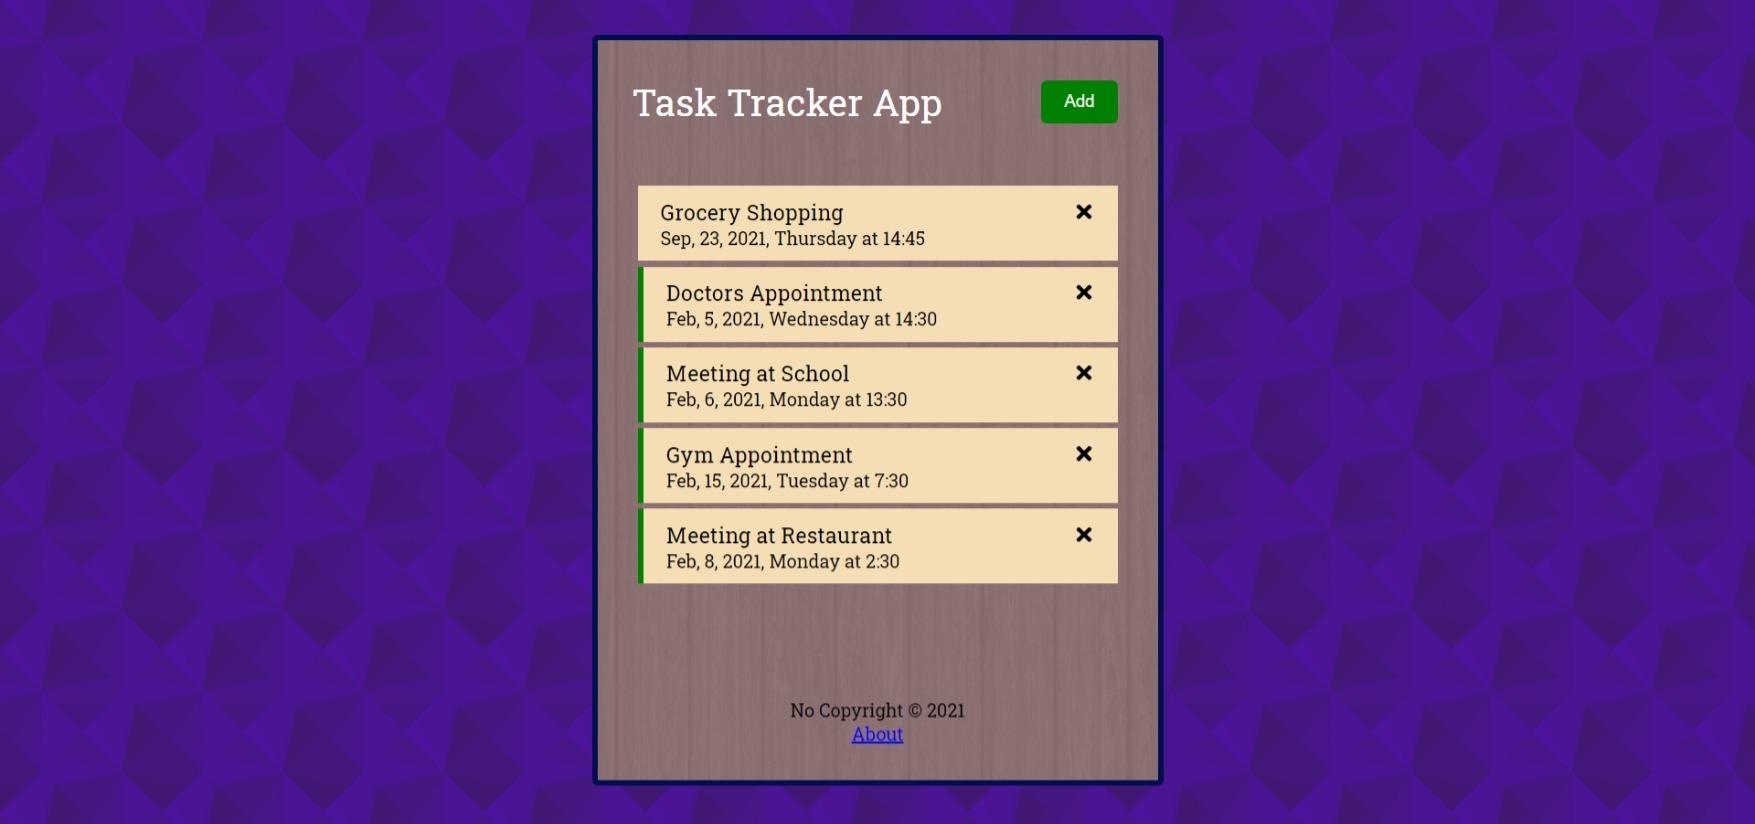 Task Tracker App
Add
Grocery Shopping
Sep, 23, 2021, Thursday at 14:45
Doctors Appointment
Feb, 5, 2021, Wednesday at 14:30
Meeting at School
Feb, 6, 2021, Monday at 13:30
Gym Appointment
Feb, 15, 2021, Tuesday at 7:30
Meeting at Restaurant
Feb, 8, 2021, Monday at 2:30
No Copyright © 2021
About